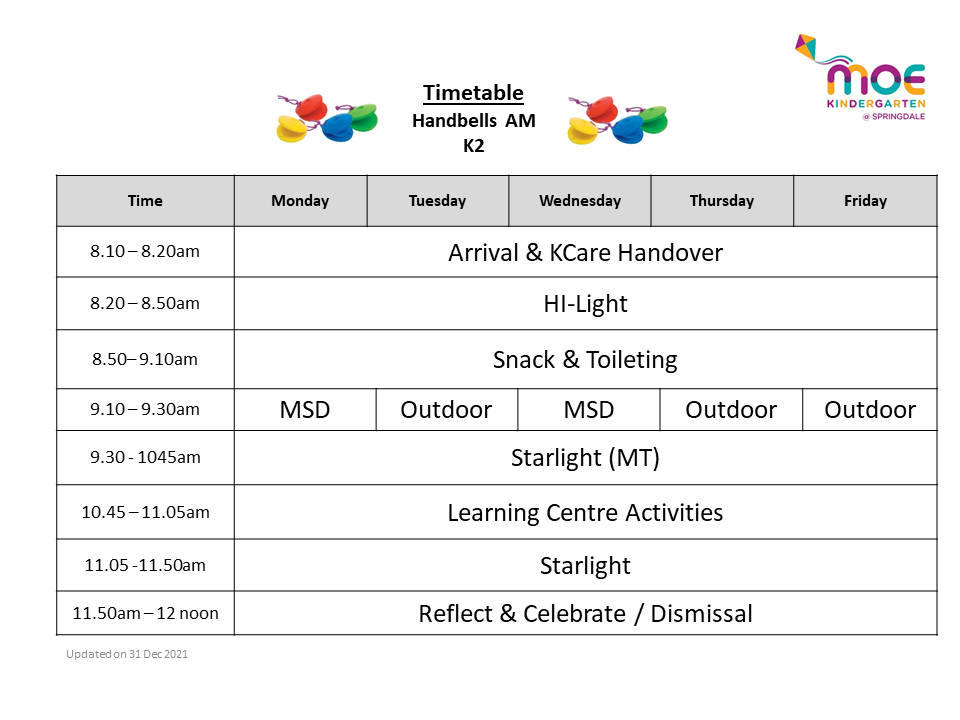 moe
KINDERGARTEN
@ SPRINGDALE
Timetable
Handbells AM
K2
Time Monday Tuesday Wednesday Thursday Friday
8.10 – 8.20am Arrival & KCare Handover
8.20 – 8.50am HI-Light
8.50– 9.10am Snack & Toileting
9.10 – 9.30am MSD Outdoor MSD Outdoor Outdoor
9.30 - 1045am Starlight (MT)
10.45 – 11.05am Learning Centre Activities
11.05 -11.50am Starlight
11.50am – 12 noon Reflect & Celebrate / Dismissal
Updated on 31 Dec 2021